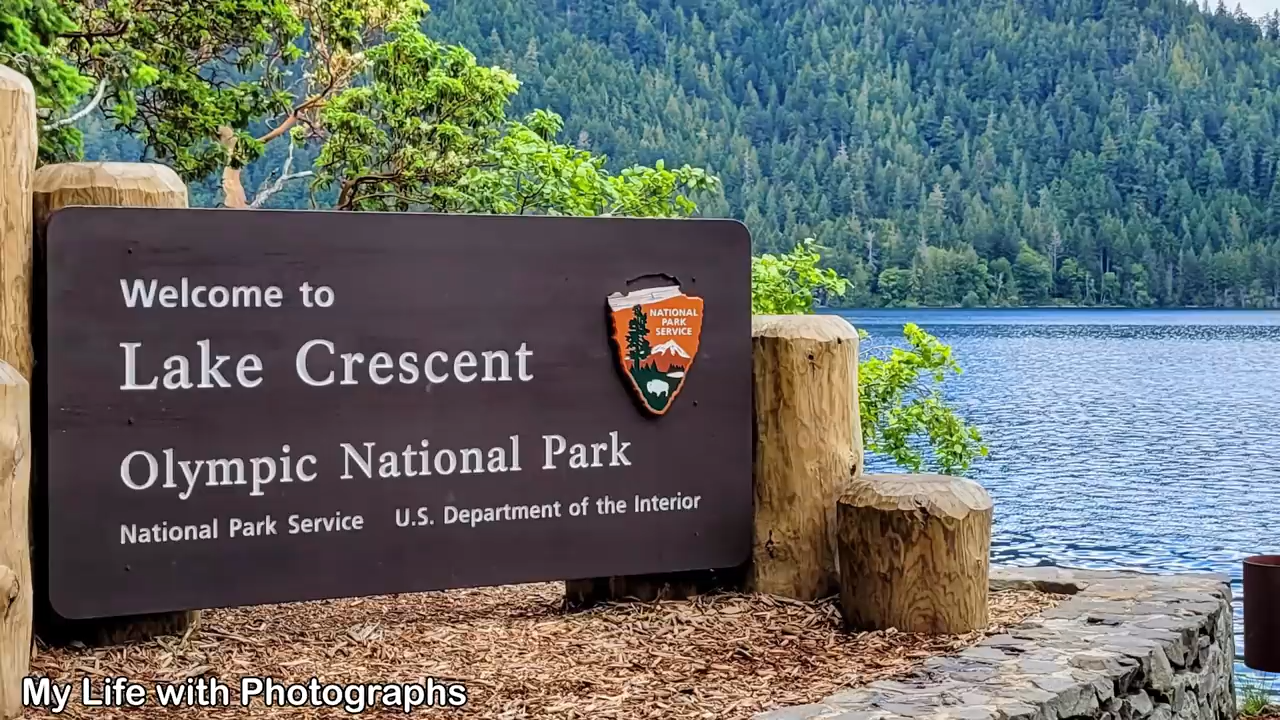 Welcome to
Lake Crescent
NATIONAL
PARK
SERVICE
Olympic National Park
National Park Service U.S. Department of the Interior
My Life with Photographs